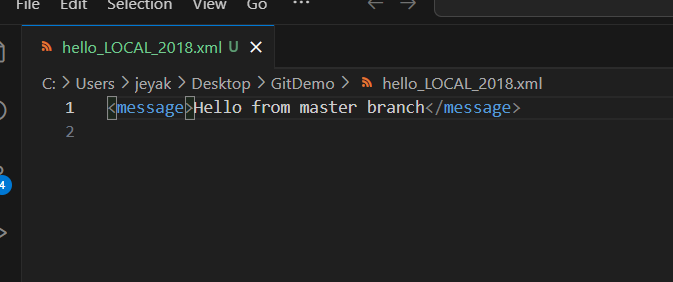 File Edit Selection View Go ...
hello_LOCAL_2018.xml U
C: > Users > jeyak > Desktop > GitDemo > hello_LOCAL_2018.xml
1 <message>Hello from master branch</message>
2
4